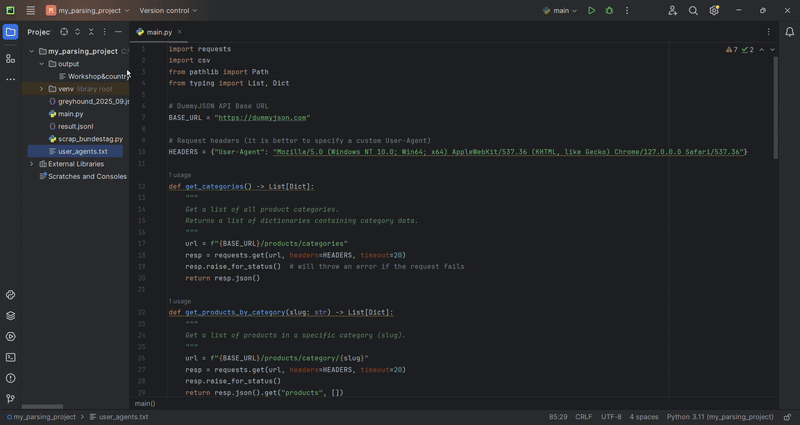 M my_parsing_project
Version control
main
Project
main.py
my_parsing_project
output
Workshop&country
venv library root
greyhound_2025_09.js
main.py
result.jsonl
scrap_bundestag.py
user_agents.txt
External Libraries
Scratches and Consoles
7 2
1 import requests
2 import csv
3 from pathlib import Path
4 from typing import List, Dict
5
6 # DummyJSON API Base URL
7 BASE_URL = "https://dummyjson.com"
8
9 # Request headers (it is better to specify a custom User-Agent)
10 HEADERS = {"User-Agent": "Mozilla/5.0 (Windows NT 10.0; Win64; x64) AppleWebKit/537.36 (KHTML, like Gecko) Chrome/127.0.0.0 Safari/537.36"}
11
1 usage
12 def get_categories() -> List[Dict]:
13 """
14 Get a list of all product categories.
15 Returns a list of dictionaries containing category data.
16 """
17 url = f"{BASE_URL}/products/categories"
18 resp = requests.get(url, headers=HEADERS, timeout=20)
19 resp.raise_for_status() # will throw an error if the request fails
20 return resp.json()
21
1 usage
22 def get_products_by_category(slug: str) -> List[Dict]:
23 """
24 Get a list of products in a specific category (slug).
25 """
26 url = f"{BASE_URL}/products/category/{slug}"
27 resp = requests.get(url, headers=HEADERS, timeout=20)
28 resp.raise_for_status()
29 return resp.json().get("products", [])
main()
my_parsing_project > user_agents.txt
85:29 CRLF UTF-8 4 spaces Python 3.11 (my_parsing_project)